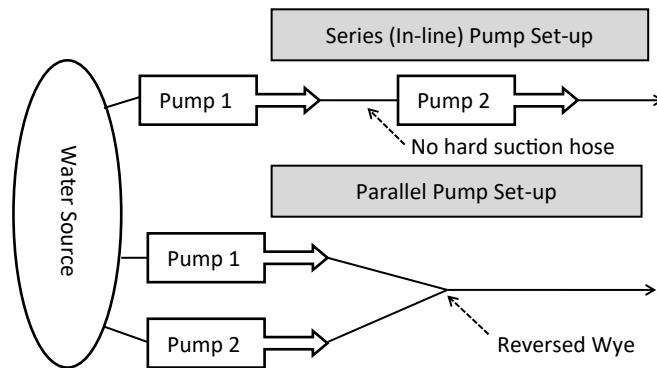 Series (In-line) Pump Set-up
Pump 1
Pump 2
No hard suction hose
Water Source
Parallel Pump Set-up
Pump 1
Pump 2
Reversed Wye